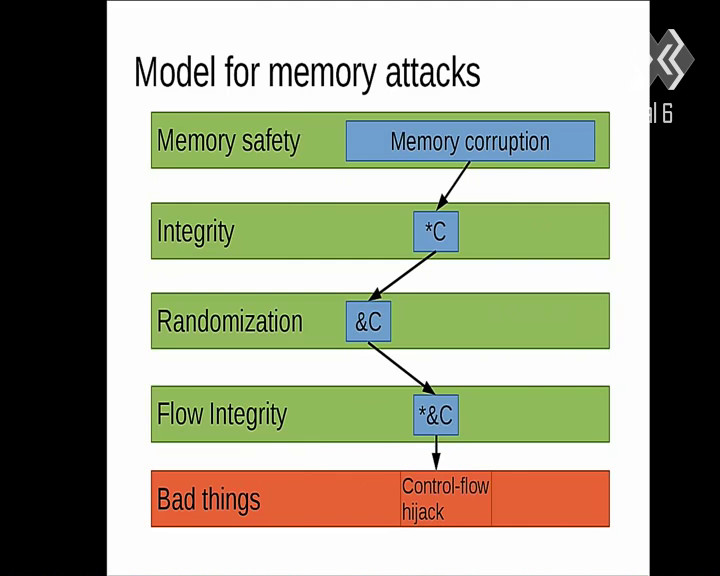 Model for memory attacks
Memory safety
Memory corruption
Integrity
*C
Randomization
&C
Flow Integrity
*&C
Bad things
Control-flow
hijack
al 6